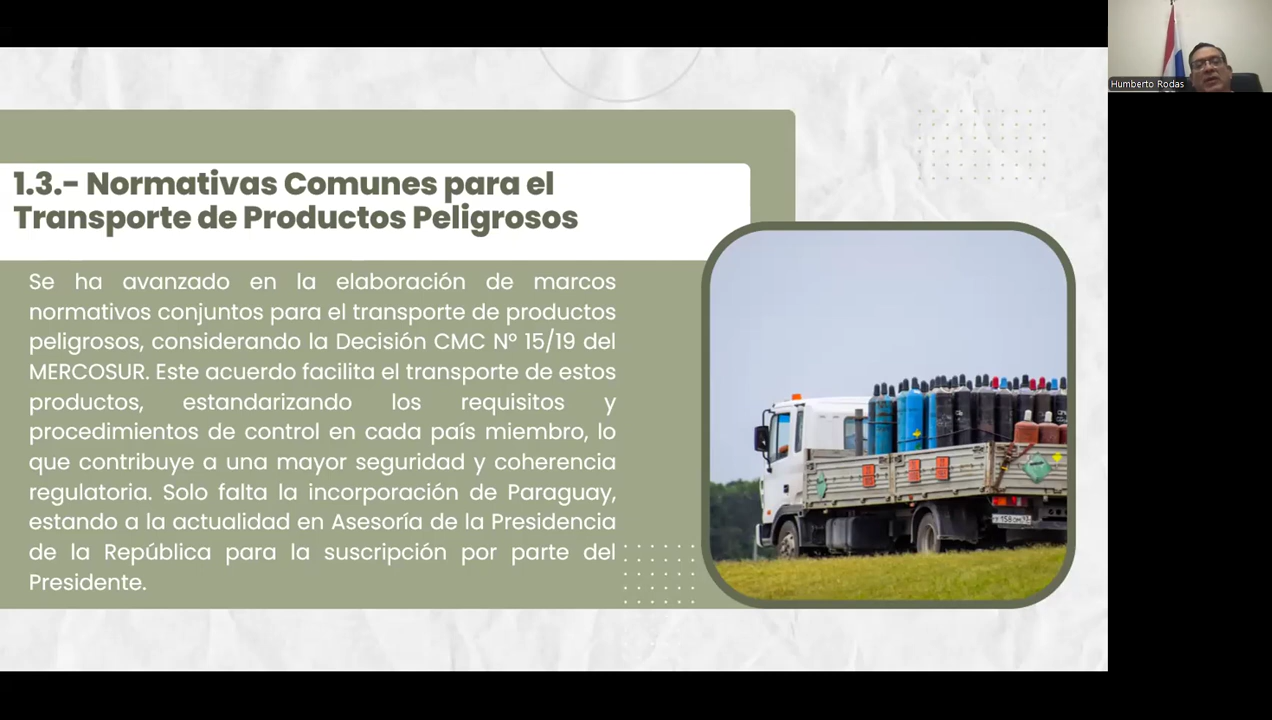 1.3.- Normativas Comunes para el
Transporte de Productos Peligrosos
Se ha avanzado en la elaboración de marcos
normativos conjuntos para el transporte de productos
peligrosos, considerando la Decisión CMC Nº 15/19 del
MERCOSUR. Este acuerdo facilita el transporte de estos
productos, estandarizando los requisitos y
procedimientos de control en cada país miembro, lo
que contribuye a una mayor seguridad y coherencia
regulatoria. Solo falta la incorporación de Paraguay,
estando a la actualidad en Asesoría de la Presidencia
de la República para la suscripción por parte del
Presidente.
Humberto Rodas